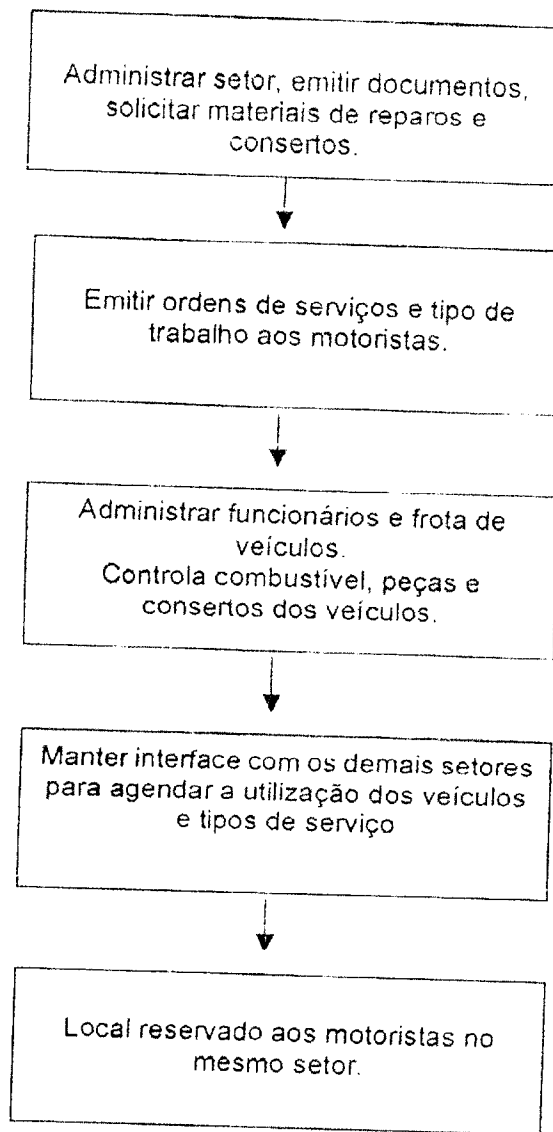 Administrar setor, emitir documentos,
solicitar materiais de reparos e
consertos.
Emitir ordens de serviços e tipo de
trabalho aos motoristas.
Administrar funcionários e frota de
veículos.
Controla combustível, peças e
consertos dos veículos.
Manter interface com os demais setores
para agendar a utilização dos veículos
e tipos de serviço
Local reservado aos motoristas no
mesmo setor.